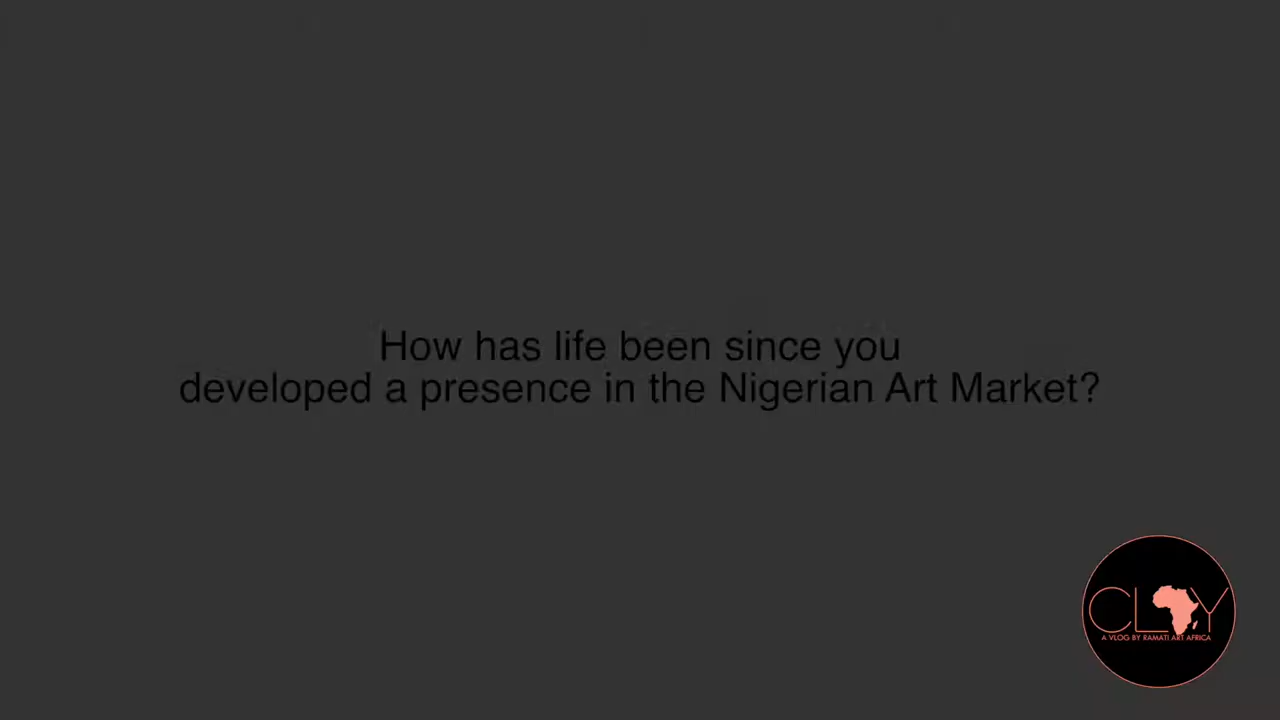 How has life been since you
developed a presence in the Nigerian Art Market?
CLAY
A VLOG BY RAMATI ART AFRICA